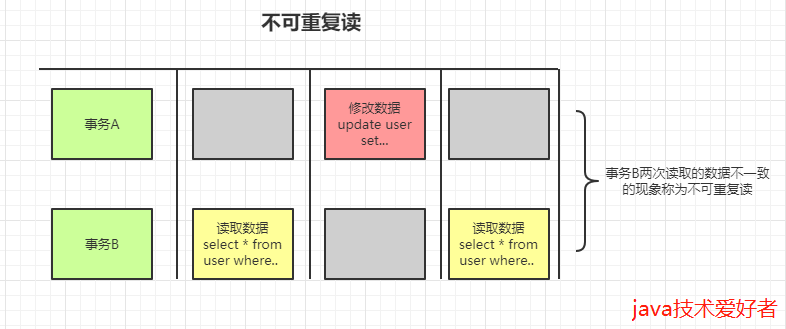 不可重复读
事务A
修改数据
update user
set...
事务B两次读取的数据不一致
的现象称为不可重复读
事务B
读取数据
select * from
user where..
读取数据
select * from
user where..
java技术爱好者